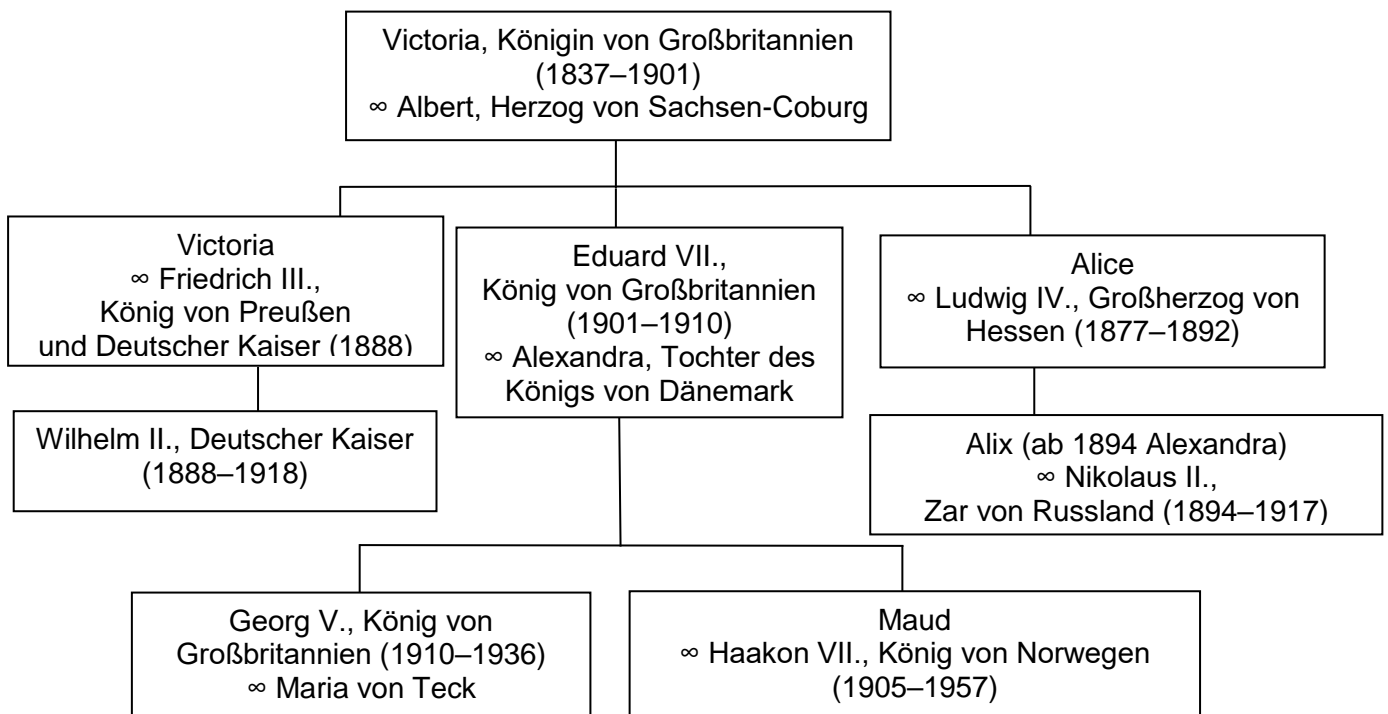 Victoria, Königin von Großbritannien
(1837–1901)
∞ Albert, Herzog von Sachsen-Coburg
Victoria
∞ Friedrich III.,
König von Preußen
und Deutscher Kaiser (1888)
Eduard VII.,
König von Großbritannien
(1901–1910)
∞ Alexandra, Tochter des
Königs von Dänemark
Alice
∞ Ludwig IV., Großherzog von
Hessen (1877–1892)
Wilhelm II., Deutscher Kaiser
(1888–1918)
Alix (ab 1894 Alexandra)
∞ Nikolaus II.,
Zar von Russland (1894–1917)
Georg V., König von
Großbritannien (1910–1936)
∞ Maria von Teck
Maud
∞ Haakon VII., König von Norwegen
(1905–1957)